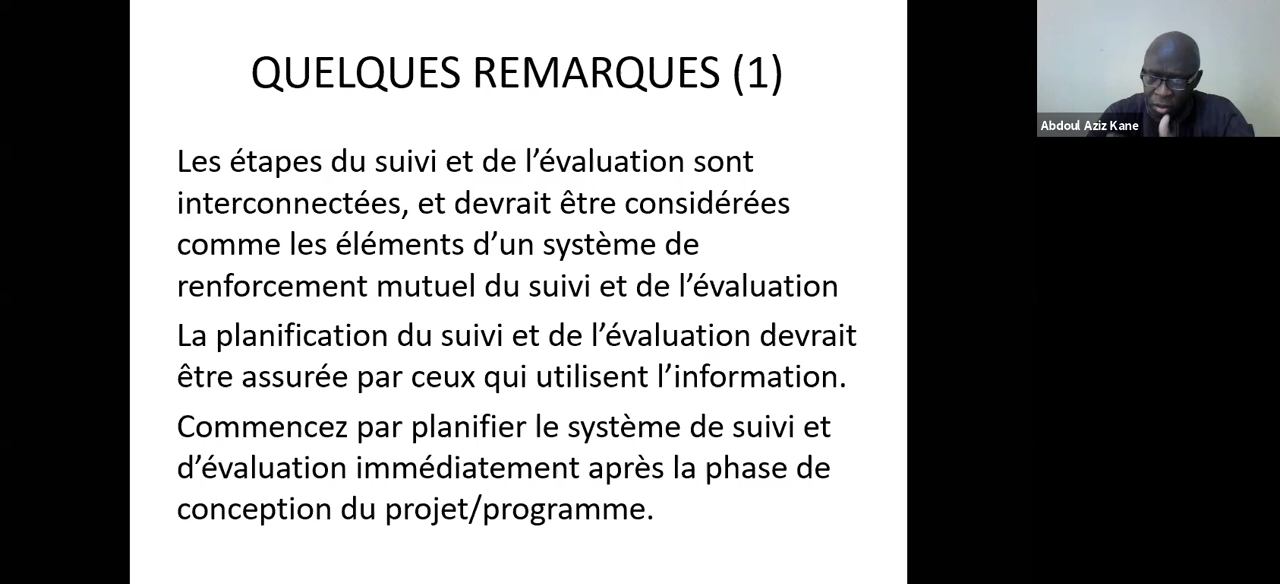 QUELQUES REMARQUES (1)
Abdoul Aziz Kane
Les étapes du suivi et de l’évaluation sont
interconnectées, et devrait être considérées
comme les éléments d’un système de
renforcement mutuel du suivi et de l’évaluation
La planification du suivi et de l’évaluation devrait
être assurée par ceux qui utilisent l’information.
Commencez par planifier le système de suivi et
d’évaluation immédiatement après la phase de
conception du projet/programme.